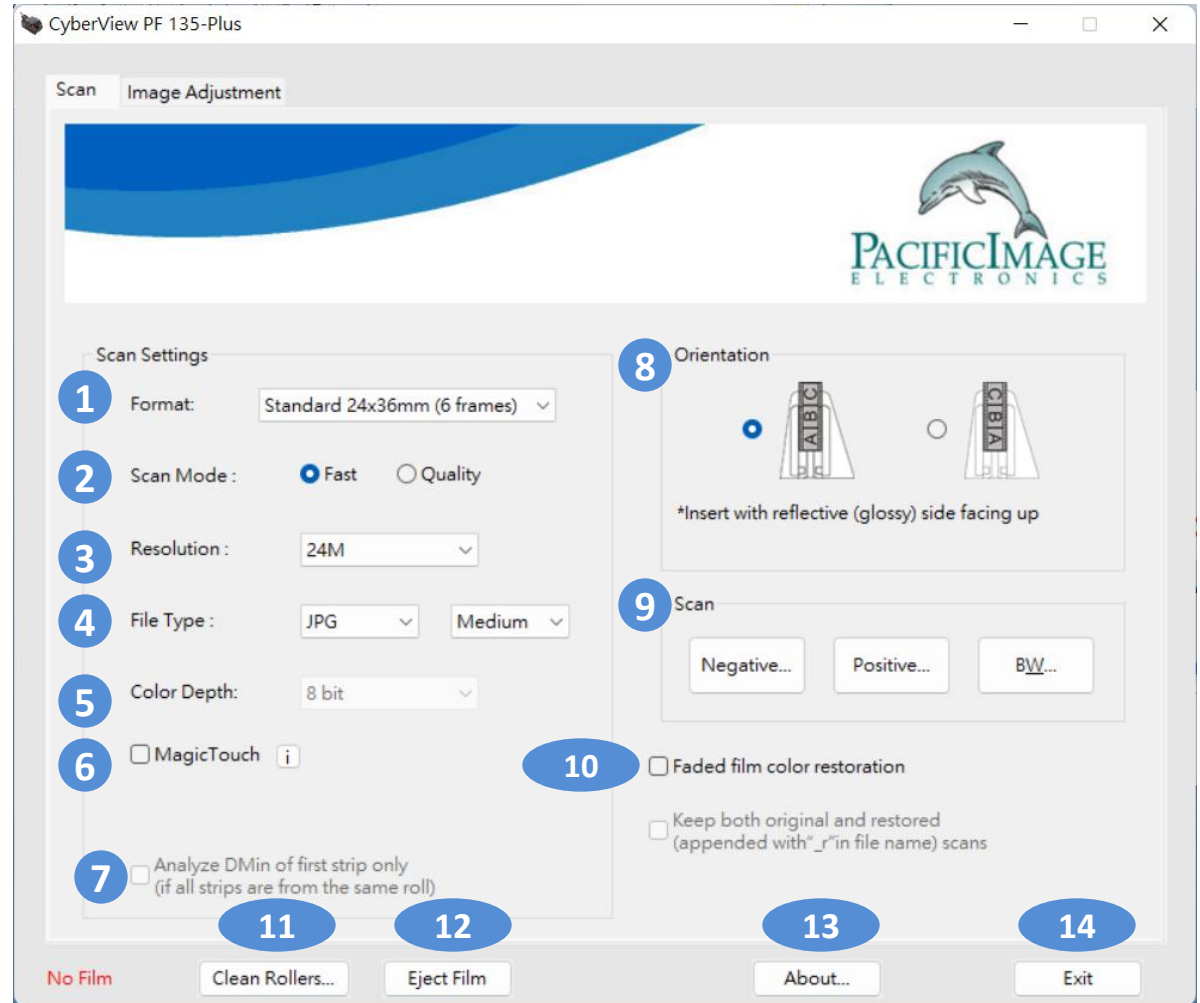 CyberView PF 135-Plus
Scan
Image Adjustment
PACIFICIMAGE
ELECTRONICS
Scan Settings
1
Format:
Standard 24x36mm (6 frames)
2
Scan Mode :
Fast
Quality
3
Resolution :
24M
4
File Type :
JPG
Medium
5
Color Depth:
8 bit
6
MagicTouch
i
7
Analyze DMin of first strip only
(if all strips are from the same roll)
8
Orientation
A B C
C B A
*Insert with reflective (glossy) side facing up
9
Scan
Negative...
Positive...
BW...
10
Faded film color restoration
Keep both original and restored
(appended with"_r"in file name) scans
11
12
13
14
No Film
Clean Rollers...
Eject Film
About...
Exit